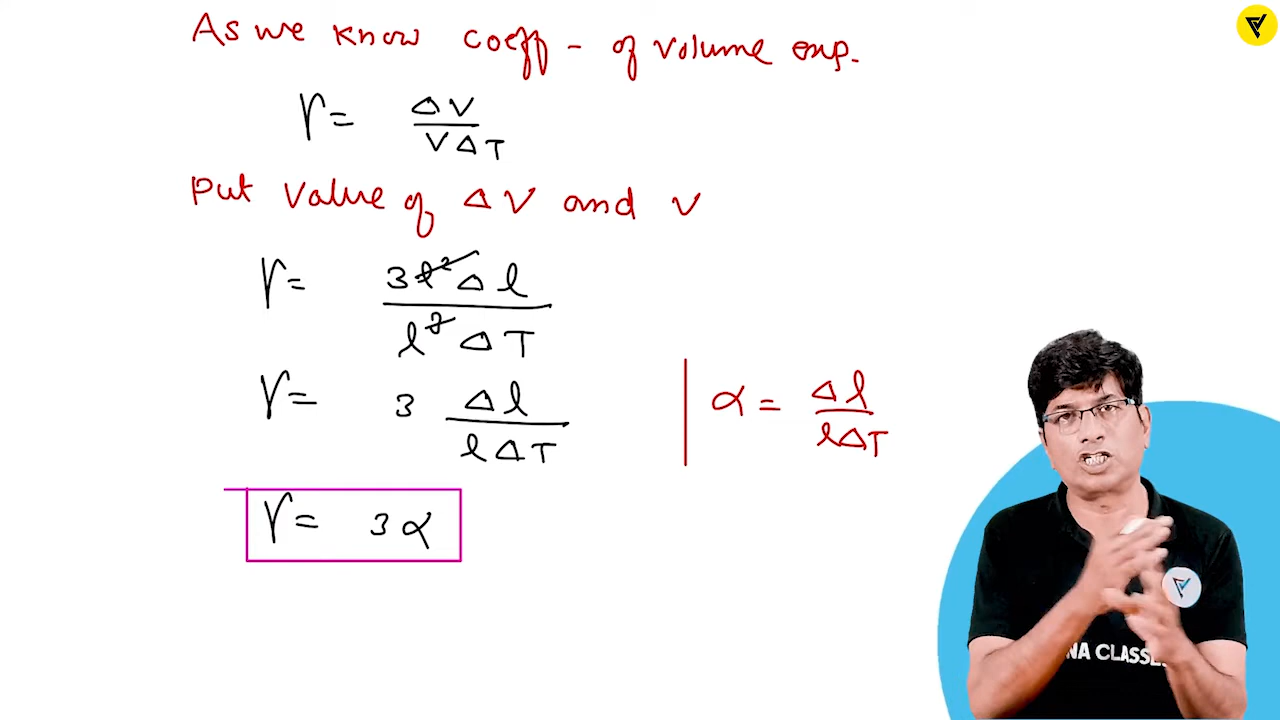 As we know coeff - of volume exp.
γ = ΔV / VΔT
Put value of ΔV and V
γ = 3l²Δl / l³ΔT
γ = 3 Δl / lΔT
α = Δl / lΔT
γ = 3α
NA CLASSES